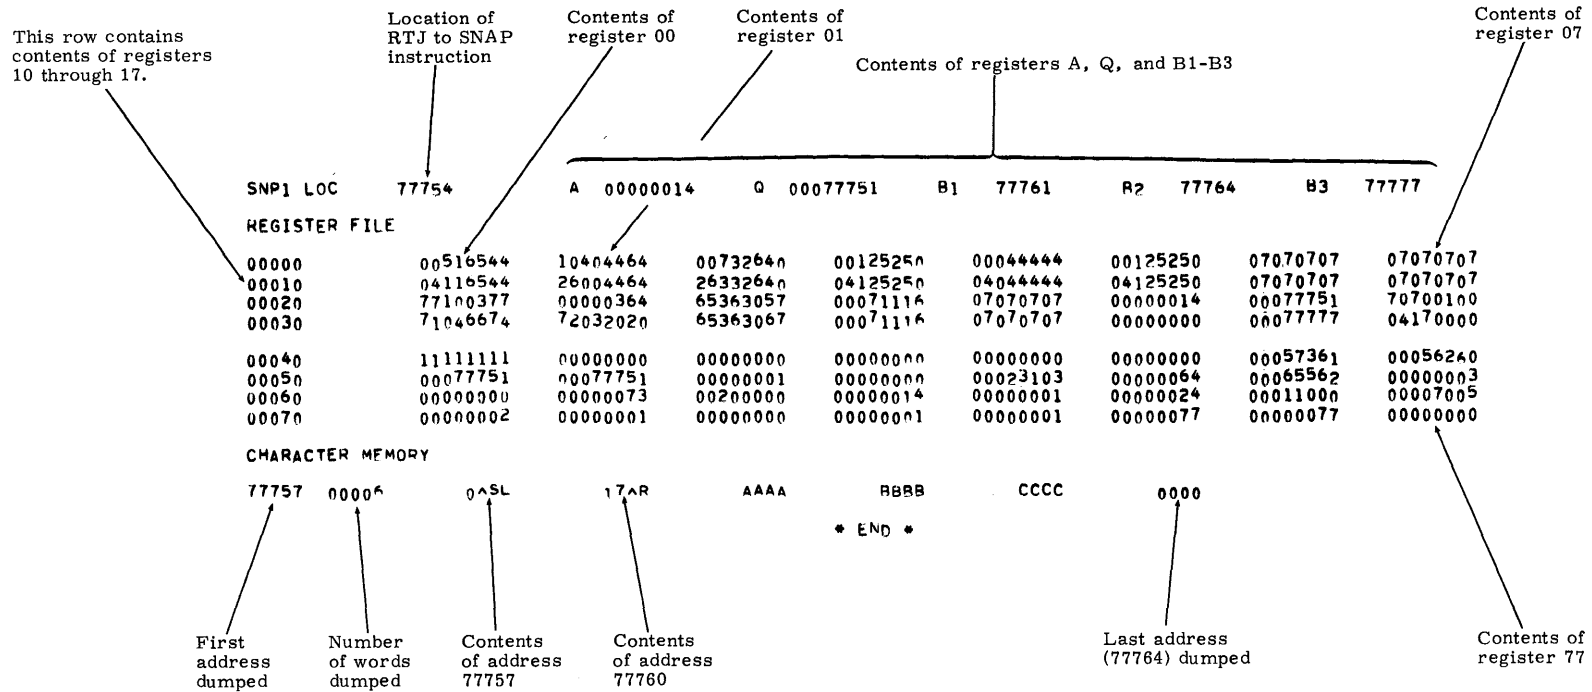 This row contains
contents of registers
10 through 17.
Location of
RTJ to SNAP
instruction
Contents of
register 00
Contents of
register 01
Contents of registers A, Q, and B1-B3
Contents of
register 07
SNP1 LOC 77754 A 00000014 Q 00077751 B1 77761 B2 77764 B3 77777
REGISTER FILE
00000 00516544 10404464 00732640 00125250 00044444 00125250 07070707 07070707
00010 04116544 26004464 26332640 04125250 04044444 04125250 07070707 07070707
00020 77100377 00000364 65363057 00071116 07070707 00000014 00077751 70700100
00030 71046674 72032020 65363067 00071116 07070707 00000000 00077777 04170000
00040 11111111 00000000 00000000 00000000 00000000 00000000 00057361 00056260
00050 00077751 00077751 00000001 00000000 00023103 00000064 00065562 00000003
00060 00000000 00000073 00200000 00000014 00000001 00000024 00011000 00007005
00070 00000002 00000001 00000000 00000001 00000001 00000077 00000077 00000000
CHARACTER MEMORY
77757 00006 0^SL 17^R AAAA BBBB CCCC 0000
* END *
First
address
dumped
Number
of words
dumped
Contents
of address
77757
Contents
of address
77760
Last address
(77764) dumped
Contents of
register 77